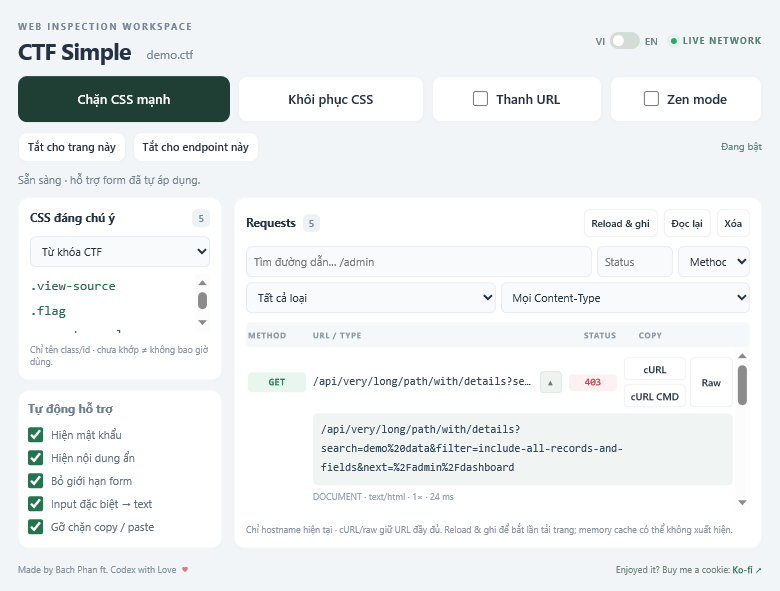 WEB INSPECTION WORKSPACE
CTF Simple demo.ctf
VI EN LIVE NETWORK
Chặn CSS mạnh
Khôi phục CSS
Thanh URL
Zen mode
Tắt cho trang này
Tắt cho endpoint này
Đang bật
Sẵn sàng · hỗ trợ form đã tự áp dụng.
CSS đáng chú ý 5
Từ khóa CTF
.view-source
.flag
Chỉ tên class/id · chưa khớp ≠ không bao giờ
dùng.
Tự động hỗ trợ
Hiện mật khẩu
Hiện nội dung ẩn
Bỏ giới hạn form
Input đặc biệt → text
Gỡ chặn copy / paste
Requests 5
Reload & ghi
Đọc lại
Xóa
Tìm đường dẫn... /admin
Status
Method
Tất cả loại
Mọi Content-Type
METHOD URL / TYPE STATUS COPY
GET /api/very/long/path/with/details?se… ▲ 403
cURL
cURL CMD
Raw
/api/very/long/path/with/details?
search=demo%20data&filter=include-all-records-and-
fields&next=%2Fadmin%2Fdashboard
DOCUMENT · text/html · 1× · 24 ms
Chỉ hostname hiện tại · cURL/raw giữ URL đầy đủ. Reload & ghi để bắt lần tải trang; memory cache có thể không xuất hiện.
Made by Bach Phan ft. Codex with Love ♥
Enjoyed it? Buy me a cookie: Ko-fi ↗